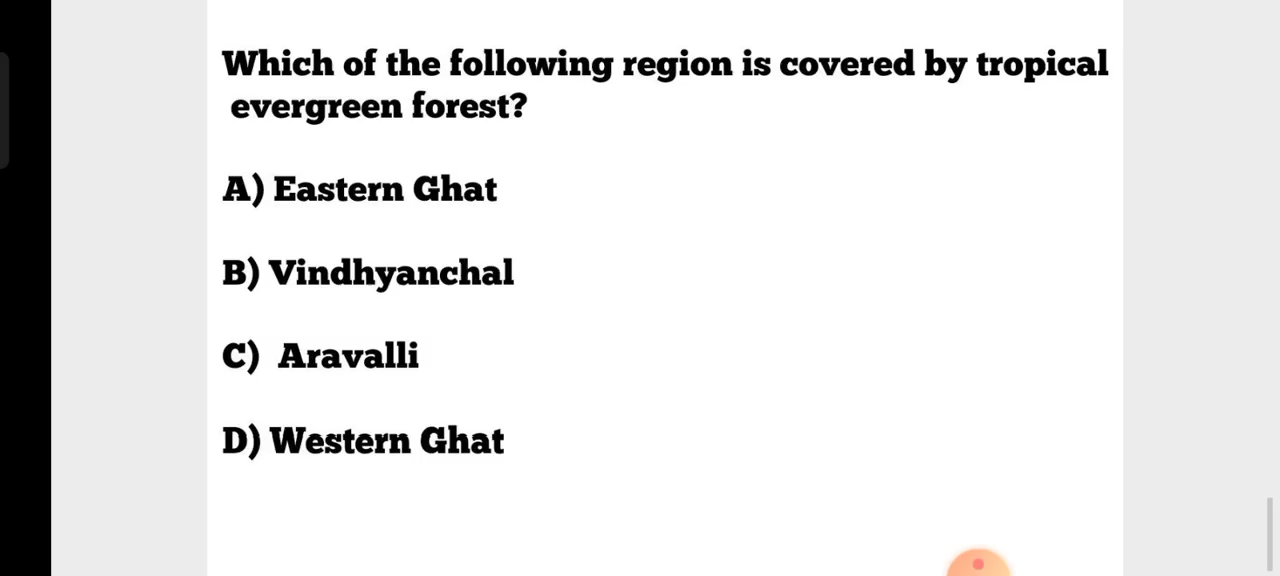 Which of the following region is covered by tropical
evergreen forest?
A) Eastern Ghat
B) Vindhyanchal
C) Aravalli
D) Western Ghat